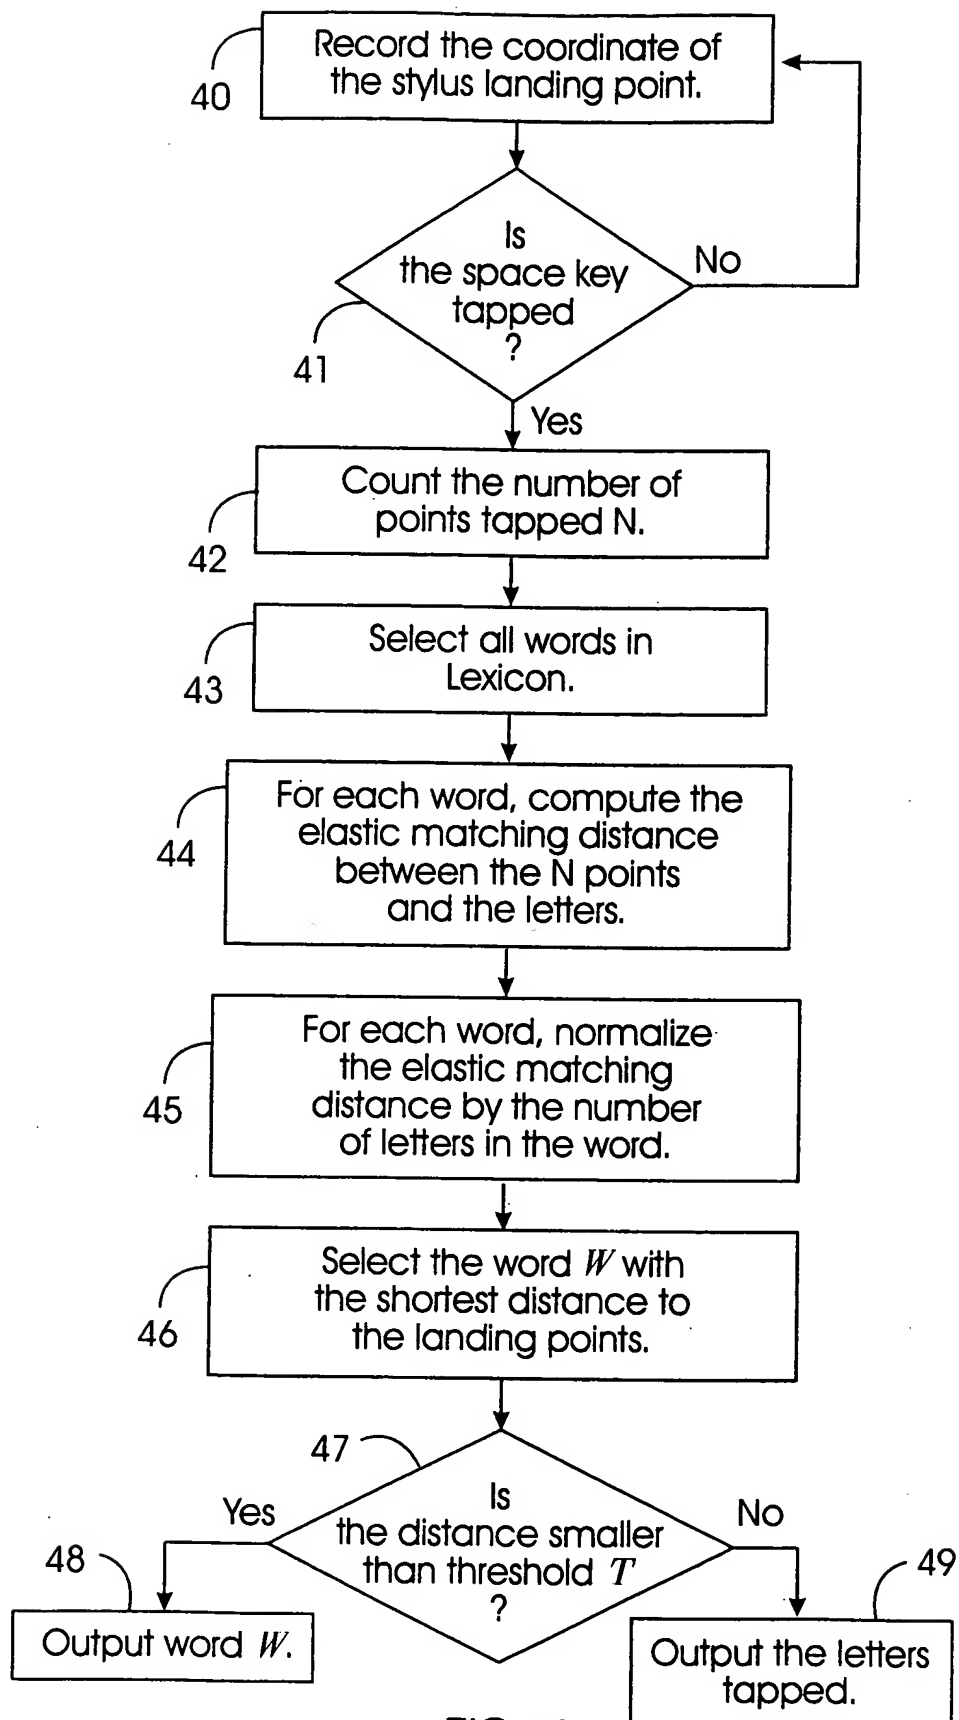 Record the coordinate of
the stylus landing point.
40
Is
the space key
tapped
?
No
41
Yes
Count the number of
points tapped N.
42
Select all words in
Lexicon.
43
For each word, compute the
elastic matching distance
between the N points
and the letters.
44
For each word, normalize
the elastic matching
distance by the number
of letters in the word.
45
Select the word W with
the shortest distance to
the landing points.
46
47
Is
the distance smaller
than threshold T
?
Yes
No
48
49
Output word W.
Output the letters
tapped.